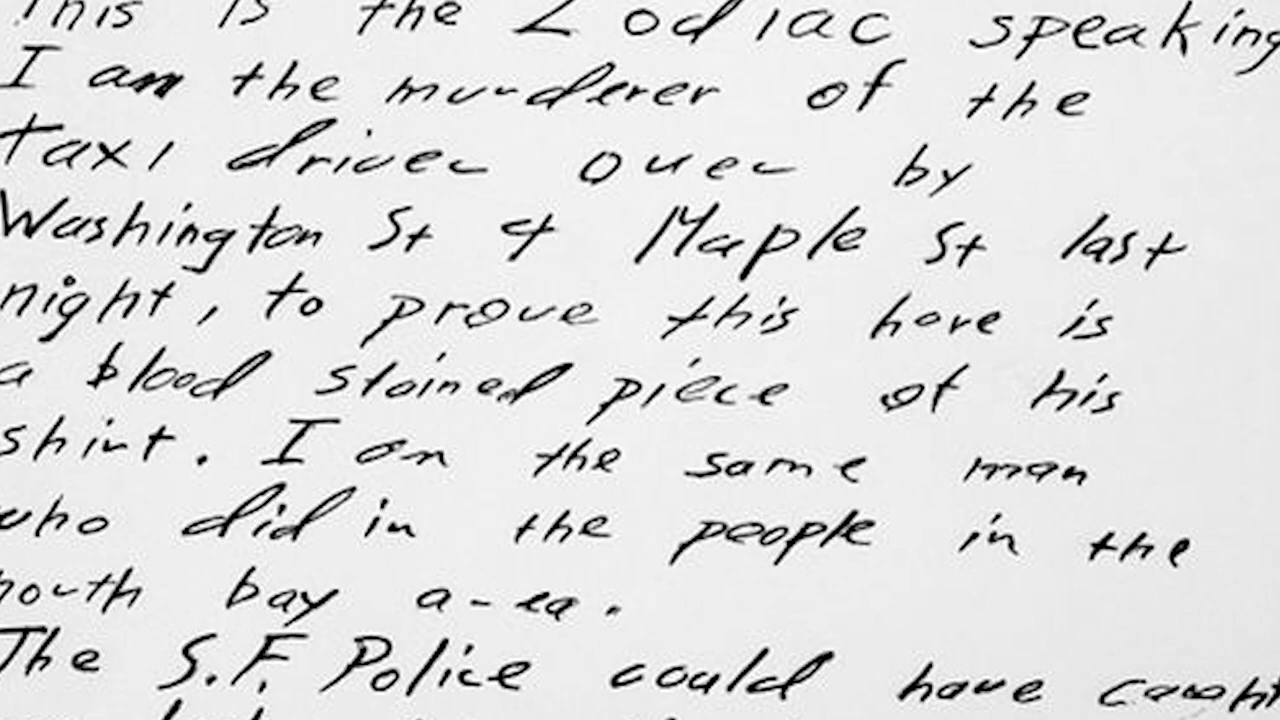 This is the Zodiac speaking
I am the murderer of the
taxi driver over by
Washington St & Maple St last
night, to prove this here is
a blood stained piece of his
shirt. I am the same man
who did in the people in the
north bay area.
The S.F. Police could have caught